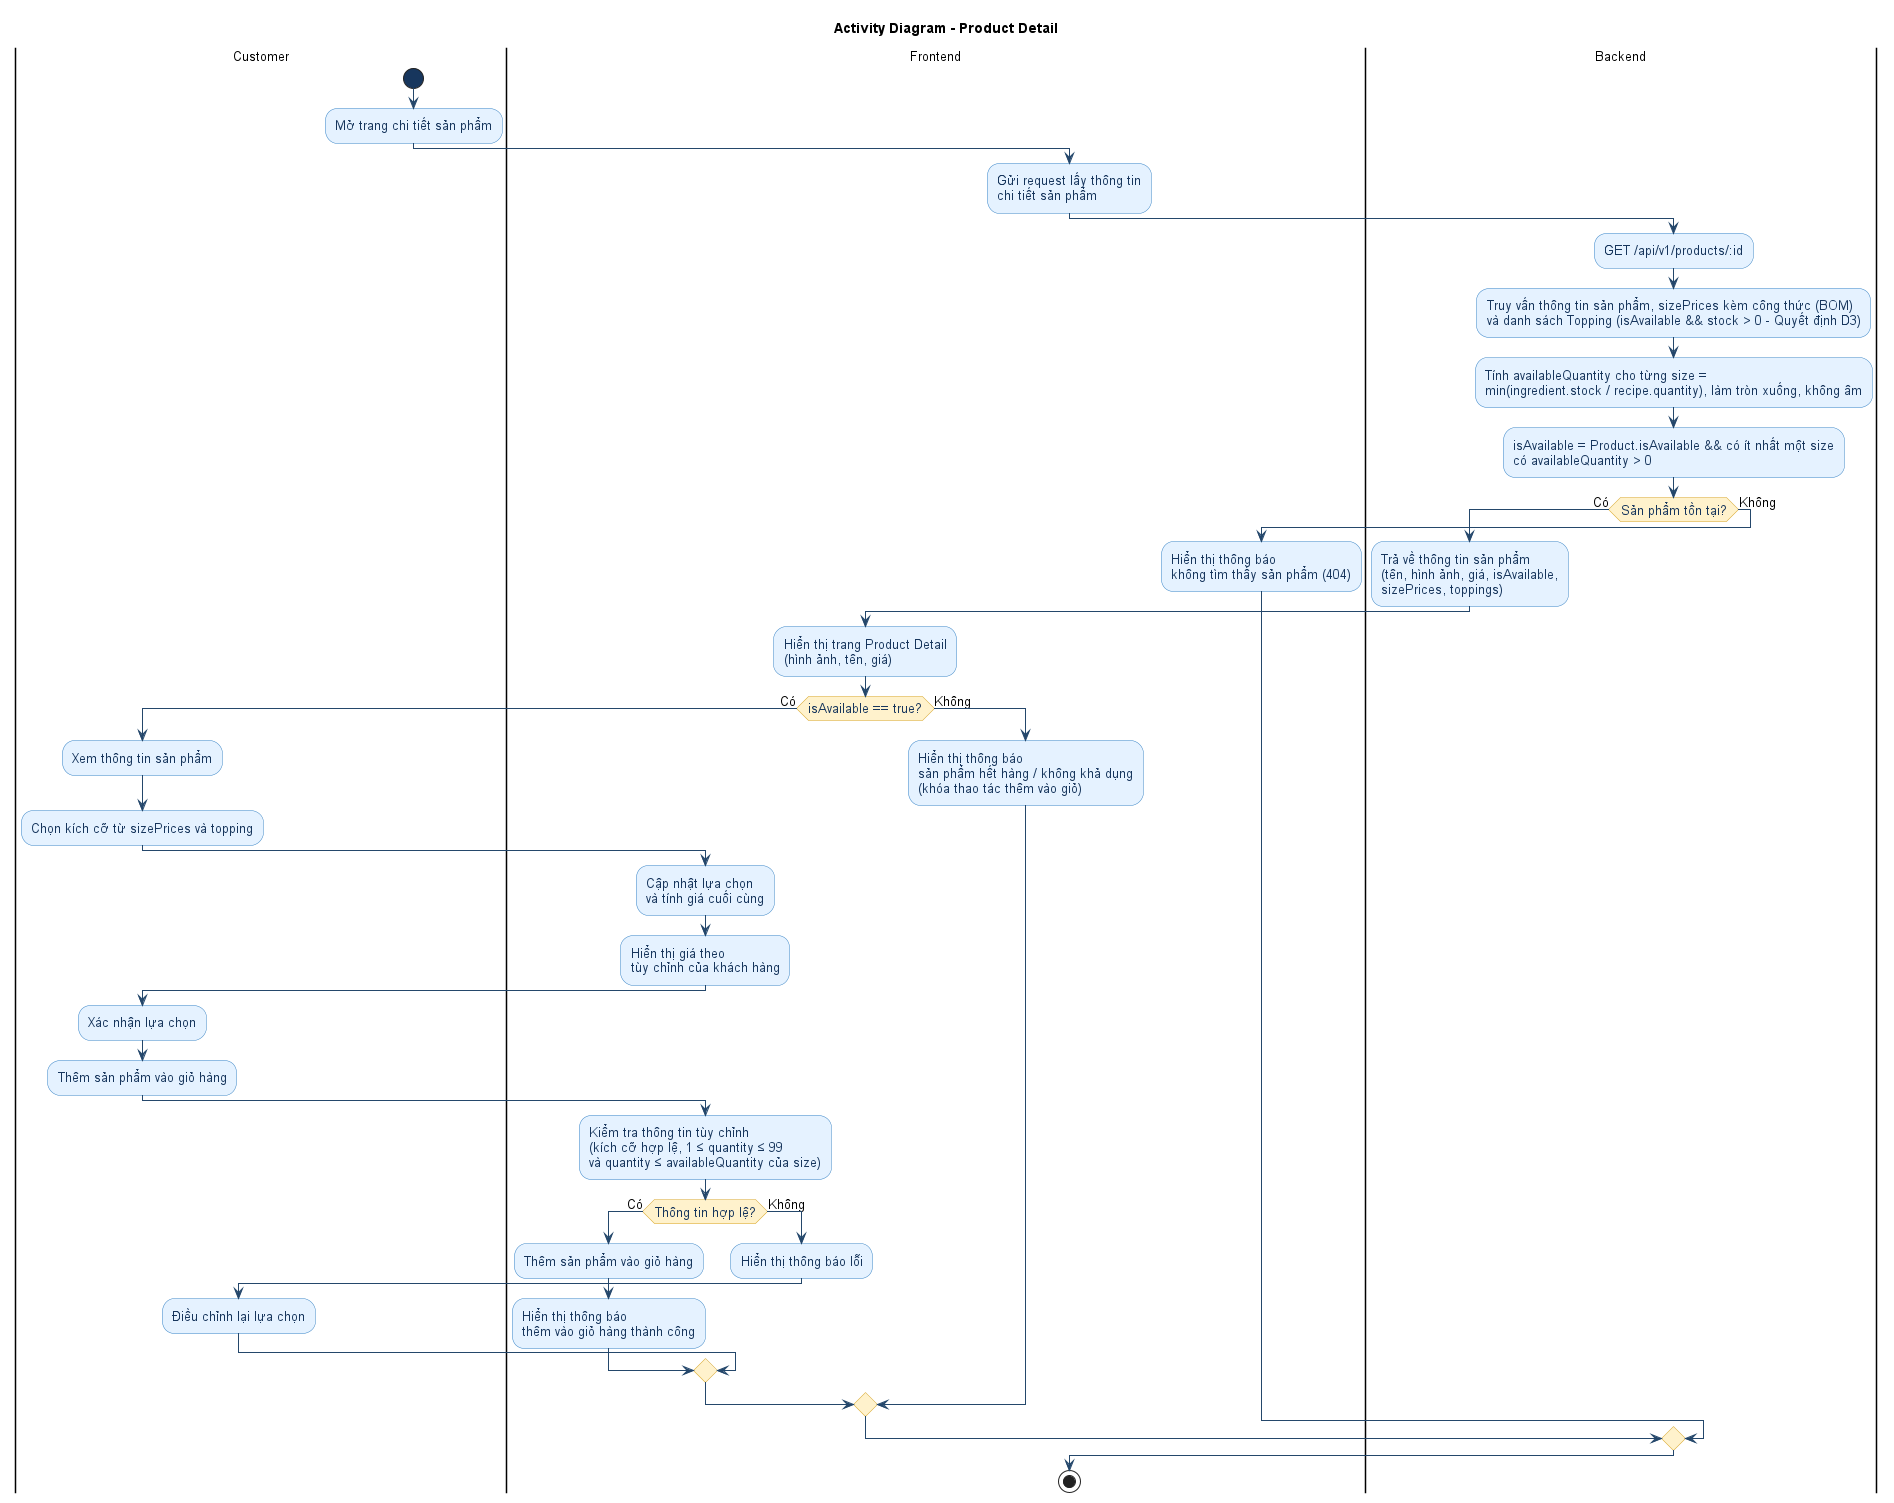 Activity Diagram - Product Detail
Customer
Frontend
Backend
Mở trang chi tiết sản phẩm
Gửi request lấy thông tin
chi tiết sản phẩm
GET /api/v1/products/:id
Truy vấn thông tin sản phẩm, sizePrices kèm công thức (BOM)
và danh sách Topping (isAvailable && stock > 0 - Quyết định D3)
Tính availableQuantity cho từng size =
min(ingredient.stock / recipe.quantity), làm tròn xuống, không âm
isAvailable = Product.isAvailable && có ít nhất một size
có availableQuantity > 0
Có
Sản phẩm tồn tại?
Không
Hiển thị thông báo
không tìm thấy sản phẩm (404)
Trả về thông tin sản phẩm
(tên, hình ảnh, giá, isAvailable,
sizePrices, toppings)
Hiển thị trang Product Detail
(hình ảnh, tên, giá)
Có
isAvailable == true?
Không
Xem thông tin sản phẩm
Hiển thị thông báo
sản phẩm hết hàng / không khả dụng
(khóa thao tác thêm vào giỏ)
Chọn kích cỡ từ sizePrices và topping
Cập nhật lựa chọn
và tính giá cuối cùng
Hiển thị giá theo
tùy chỉnh của khách hàng
Xác nhận lựa chọn
Thêm sản phẩm vào giỏ hàng
Kiểm tra thông tin tùy chỉnh
(kích cỡ hợp lệ, 1 ≤ quantity ≤ 99
và quantity ≤ availableQuantity của size)
Có
Thông tin hợp lệ?
Không
Thêm sản phẩm vào giỏ hàng
Hiển thị thông báo lỗi
Điều chỉnh lại lựa chọn
Hiển thị thông báo
thêm vào giỏ hàng thành công